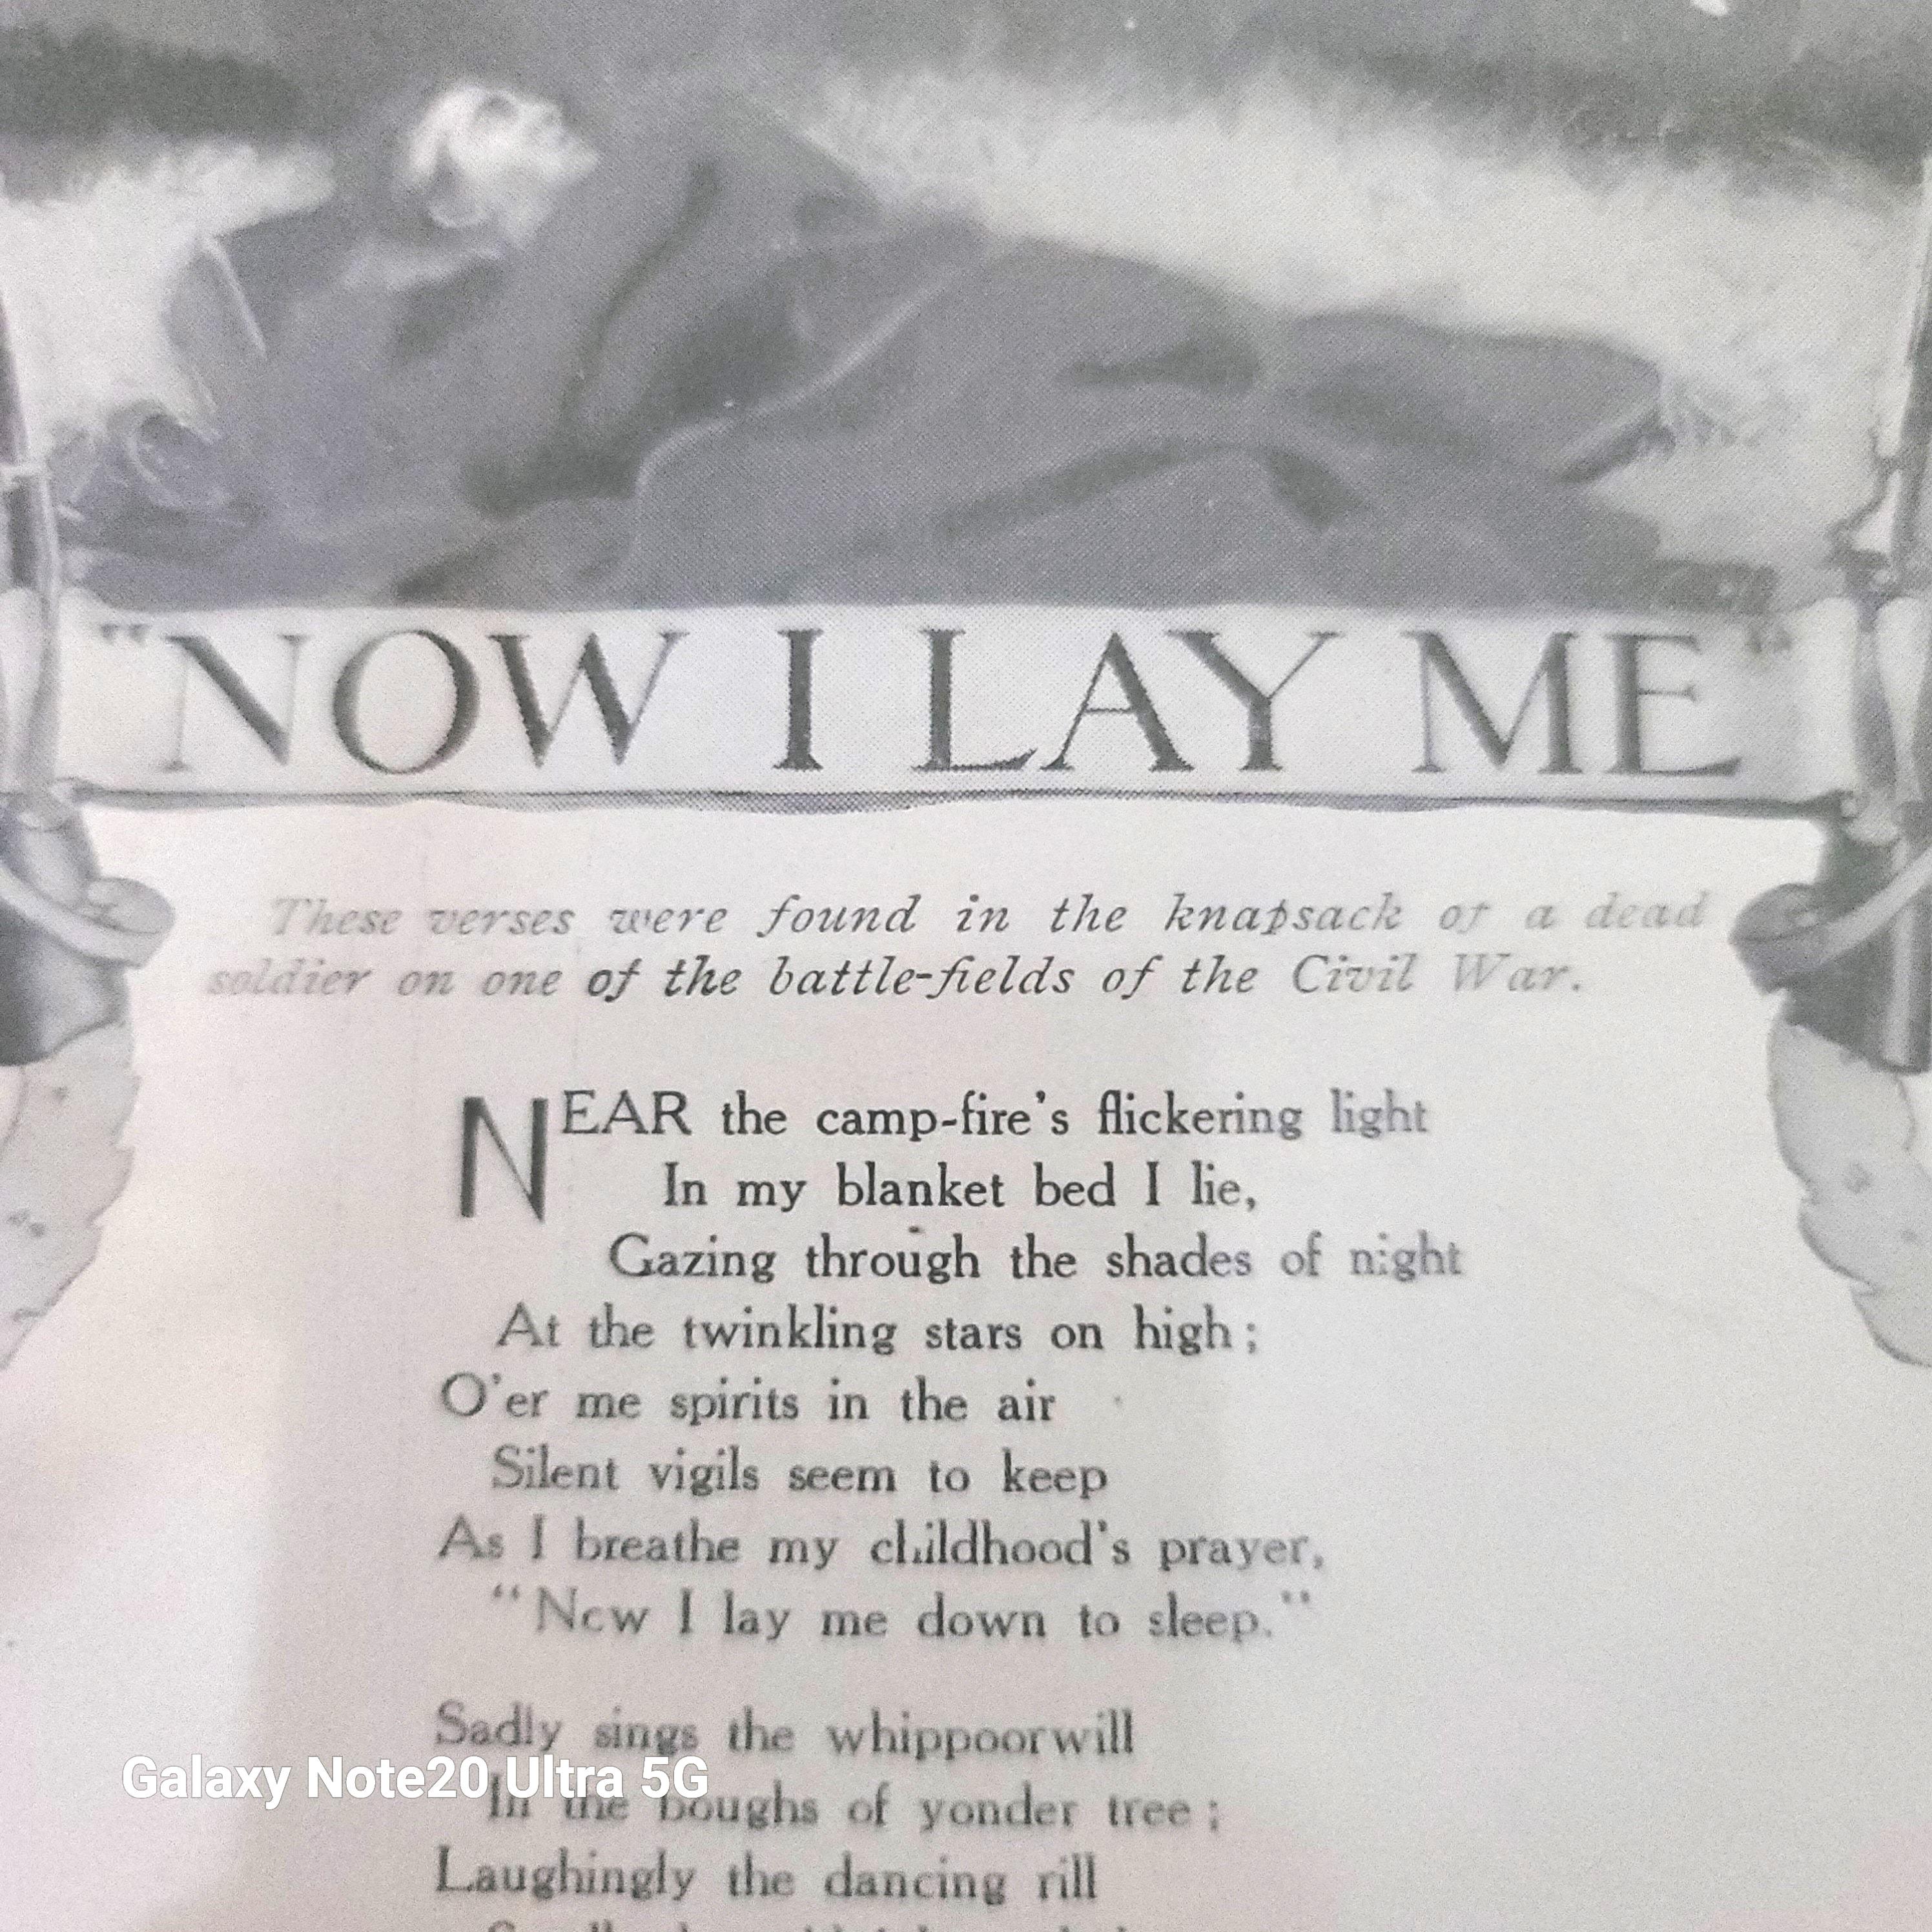 "NOW I LAY ME"
These verses were found in the knapsack of a dead
soldier on one of the battle-fields of the Civil War.
NEAR the camp-fire's flickering light
In my blanket bed I lie,
Gazing through the shades of night
At the twinkling stars on high;
O'er me spirits in the air
Silent vigils seem to keep
As I breathe my childhood's prayer,
"Now I lay me down to sleep."
Sadly sings the whippoorwill
In the boughs of yonder tree;
Laughingly the dancing rill
Galaxy Note20 Ultra 5G